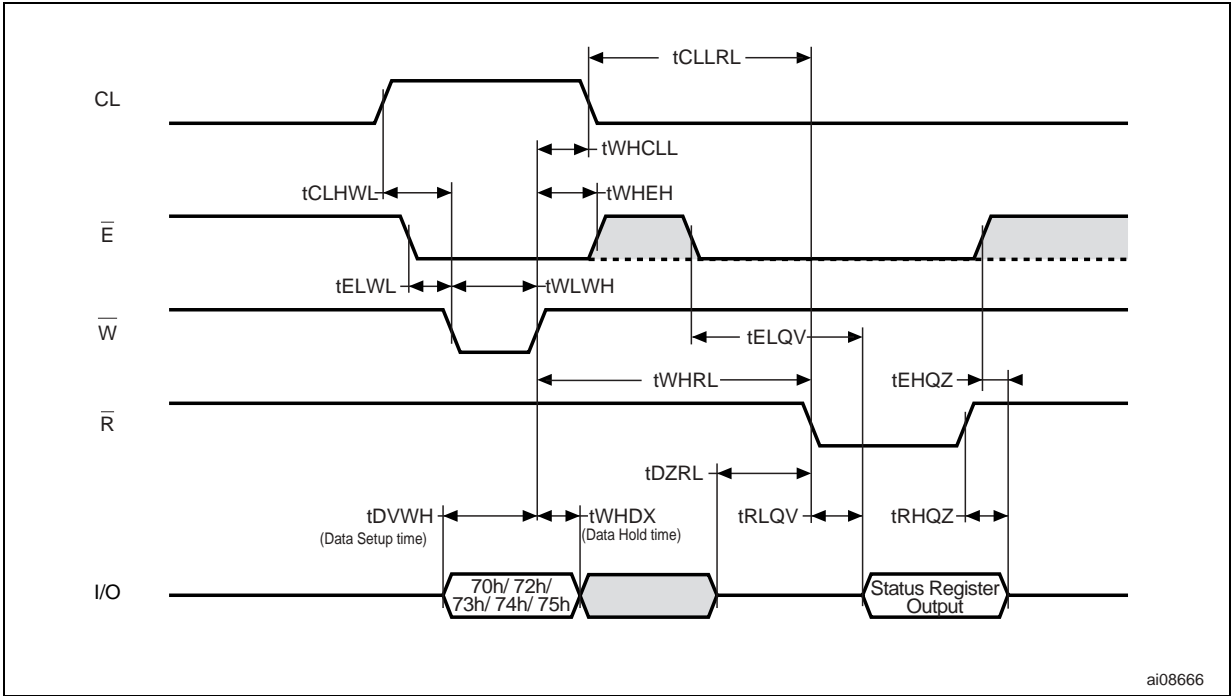 tCLLRL
CL
tWHCLL
tCLHWL
tWHEH
E
tELWL
tWLWH
W
tELQV
tWHRL
tEHQZ
R
tDZRL
tDVWH
(Data Setup time)
tWHDX
(Data Hold time)
tRLQV
tRHQZ
I/O
70h/ 72h/
73h/ 74h/ 75h
Status Register
Output
ai08666